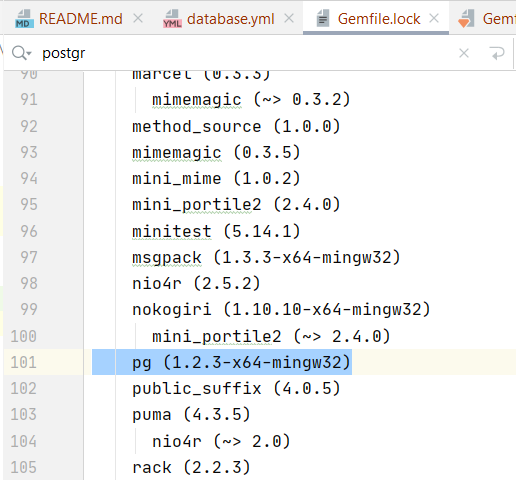 README.md × database.yml × Gemfile.lock × Gemf
postgr
90 marcel (0.3.3)
91 mimemagic (~> 0.3.2)
92 method_source (1.0.0)
93 mimemagic (0.3.5)
94 mini_mime (1.0.2)
95 mini_portile2 (2.4.0)
96 minitest (5.14.1)
97 msgpack (1.3.3-x64-mingw32)
98 nio4r (2.5.2)
99 nokogiri (1.10.10-x64-mingw32)
100 mini_portile2 (~> 2.4.0)
101 pg (1.2.3-x64-mingw32)
102 public_suffix (4.0.5)
103 puma (4.3.5)
104 nio4r (~> 2.0)
105 rack (2.2.3)